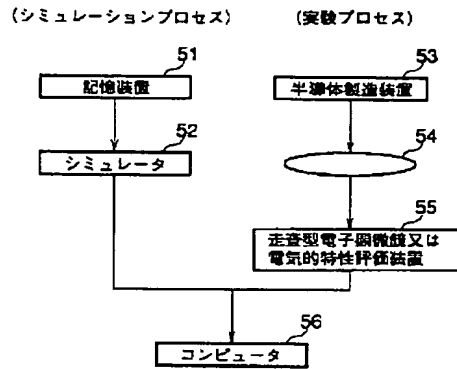 (シミュレーションプロセス)
(実験プロセス)
51
記憶装置
52
シミュレータ
53
半導体製造装置
54
55
走査型電子顕微鏡又は
電気的特性評価装置
56
コンピュータ